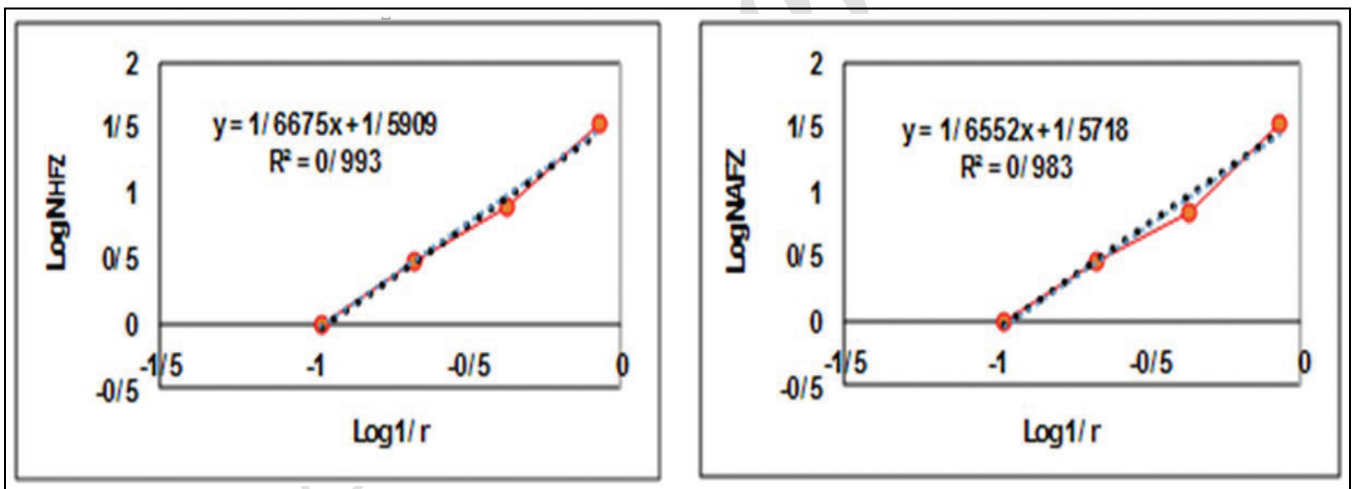 2
1/5
1
0/5
0
-0/5
-1/5
-1
-0/5
0
LogNHFZ
y = 1/6675x+1/5909
R² = 0/993
Log1/r
2
1/5
1
0/5
0
-0/5
-1/5
-1
-0/5
0
LogNAFZ
y = 1/6552x+1/5718
R² = 0/983
Log1/r